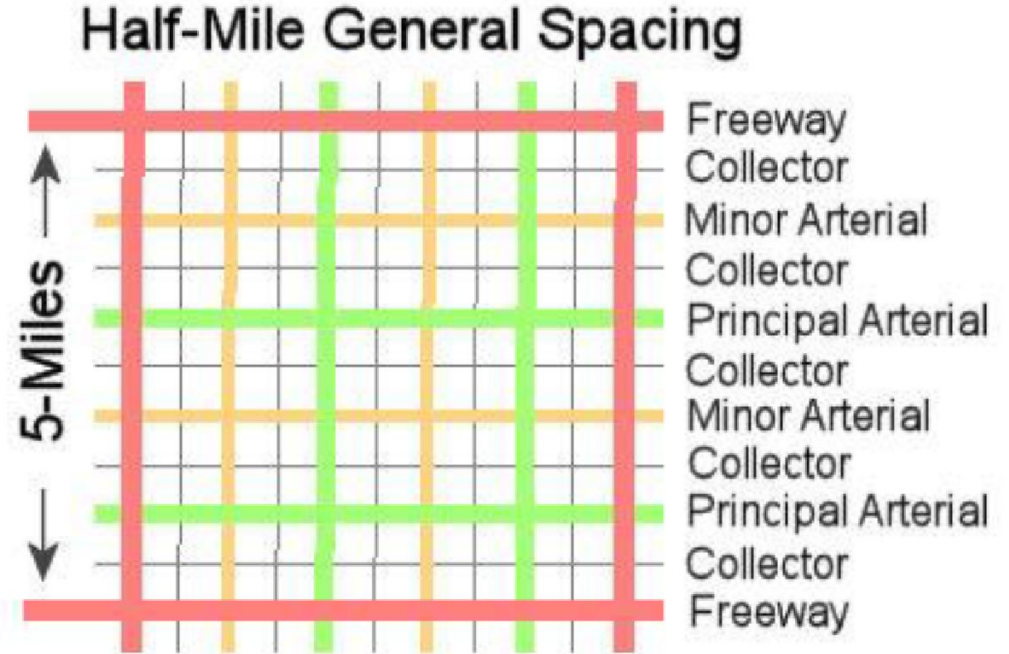 Half-Mile General Spacing
Freeway
Collector
Minor Arterial
Collector
Principal Arterial
Collector
Minor Arterial
Collector
Principal Arterial
Collector
Freeway
5-Miles